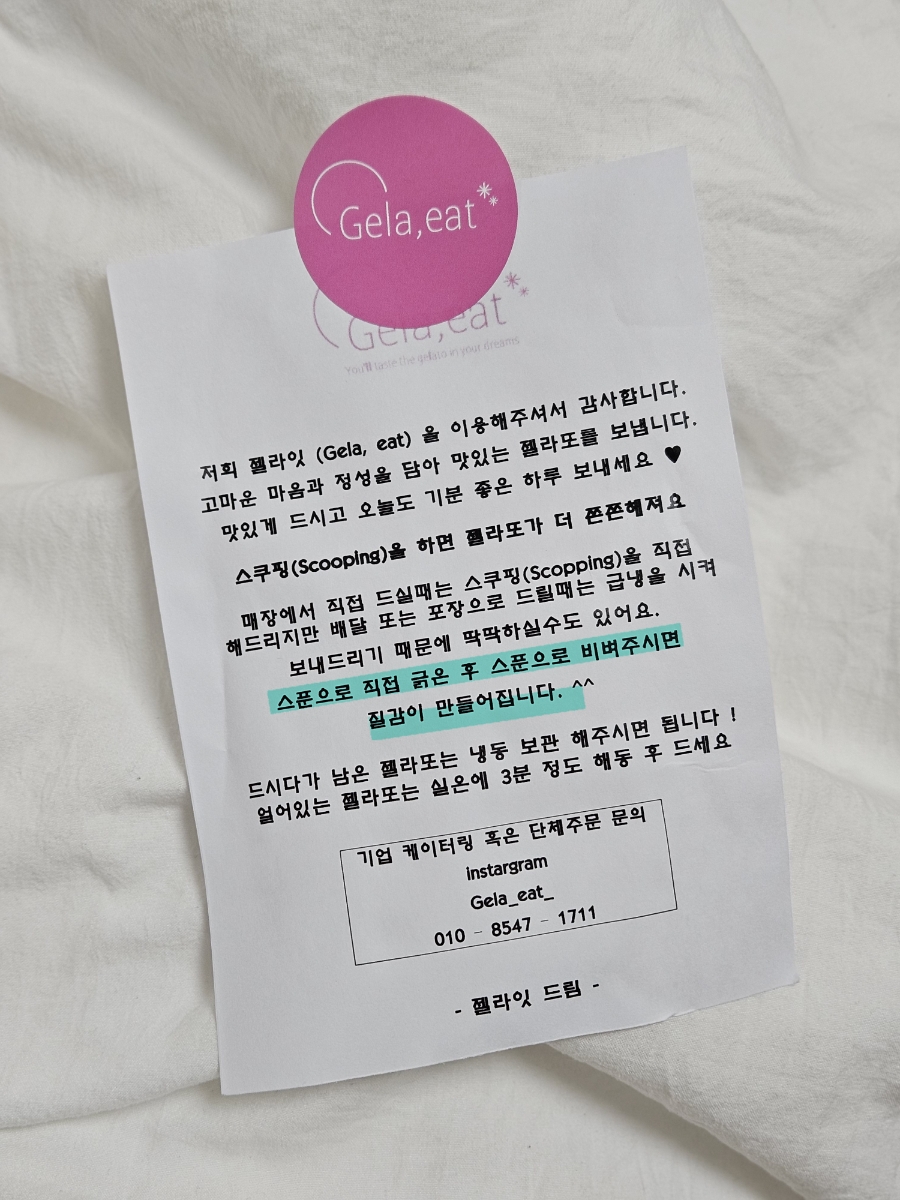 Gela,eat
Gela,eat
You'll taste the gelato in your dreams
저희 젤라잇 (Gela, eat) 을 이용해주셔서 감사합니다.
고마운 마음과 정성을 담아 맛있는 젤라또를 보냅니다.
맛있게 드시고 오늘도 기분 좋은 하루 보내세요 ♥
스쿠핑(Scooping)을 하면 젤라또가 더 쫀쫀해져요
매장에서 직접 드실때는 스쿠핑(Scopping)을 직접
해드리지만 배달 또는 포장으로 드릴때는 급냉을 시켜
보내드리기 때문에 딱딱하실수도 있어요.
스푼으로 직접 긁은 후 스푼으로 비벼주시면
질감이 만들어집니다. ^^
드시다가 남은 젤라또는 냉동 보관 해주시면 됩니다 !
얼어있는 젤라또는 실온에 3분 정도 해동 후 드세요
기업 케이터링 혹은 단체주문 문의
instargram
Gela_eat_
010 - 8547 - 1711
- 젤라잇 드림 -